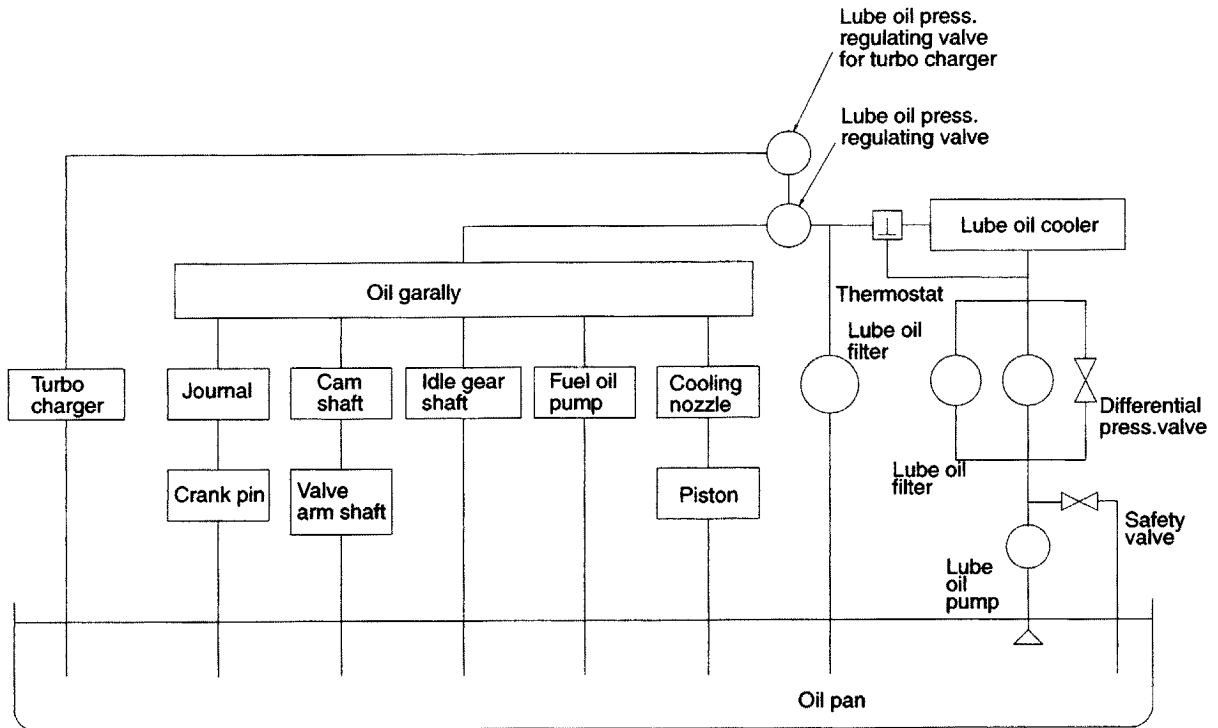 Lube oil press.
regulating valve
for turbo charger
Lube oil press.
regulating valve
Lube oil cooler
Oil garally
Thermostat
Lube oil
filter
Turbo
charger
Journal
Cam
shaft
Idle gear
shaft
Fuel oil
pump
Cooling
nozzle
Differential
press.valve
Lube oil
filter
Crank pin
Valve
arm shaft
Piston
Safety
valve
Lube
oil
pump
Oil pan